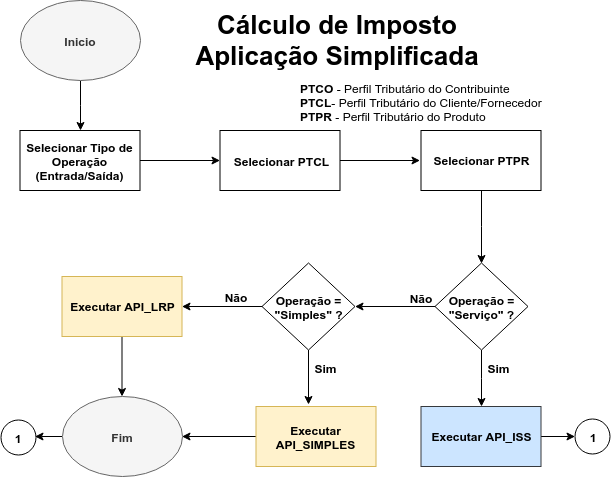 Cálculo de Imposto
Aplicação Simplificada
Inicio
PTCO - Perfil Tributário do Contribuinte
PTCL- Perfil Tributário do Cliente/Fornecedor
PTPR - Perfil Tributário do Produto
Selecionar Tipo de
Operação
(Entrada/Saída)
Selecionar PTCL
Selecionar PTPR
Operação =
"Serviço" ?
Não
Operação =
"Simples" ?
Não
Executar API_LRP
Sim
Sim
Executar
API_SIMPLES
Executar API_ISS
1
Fim
1